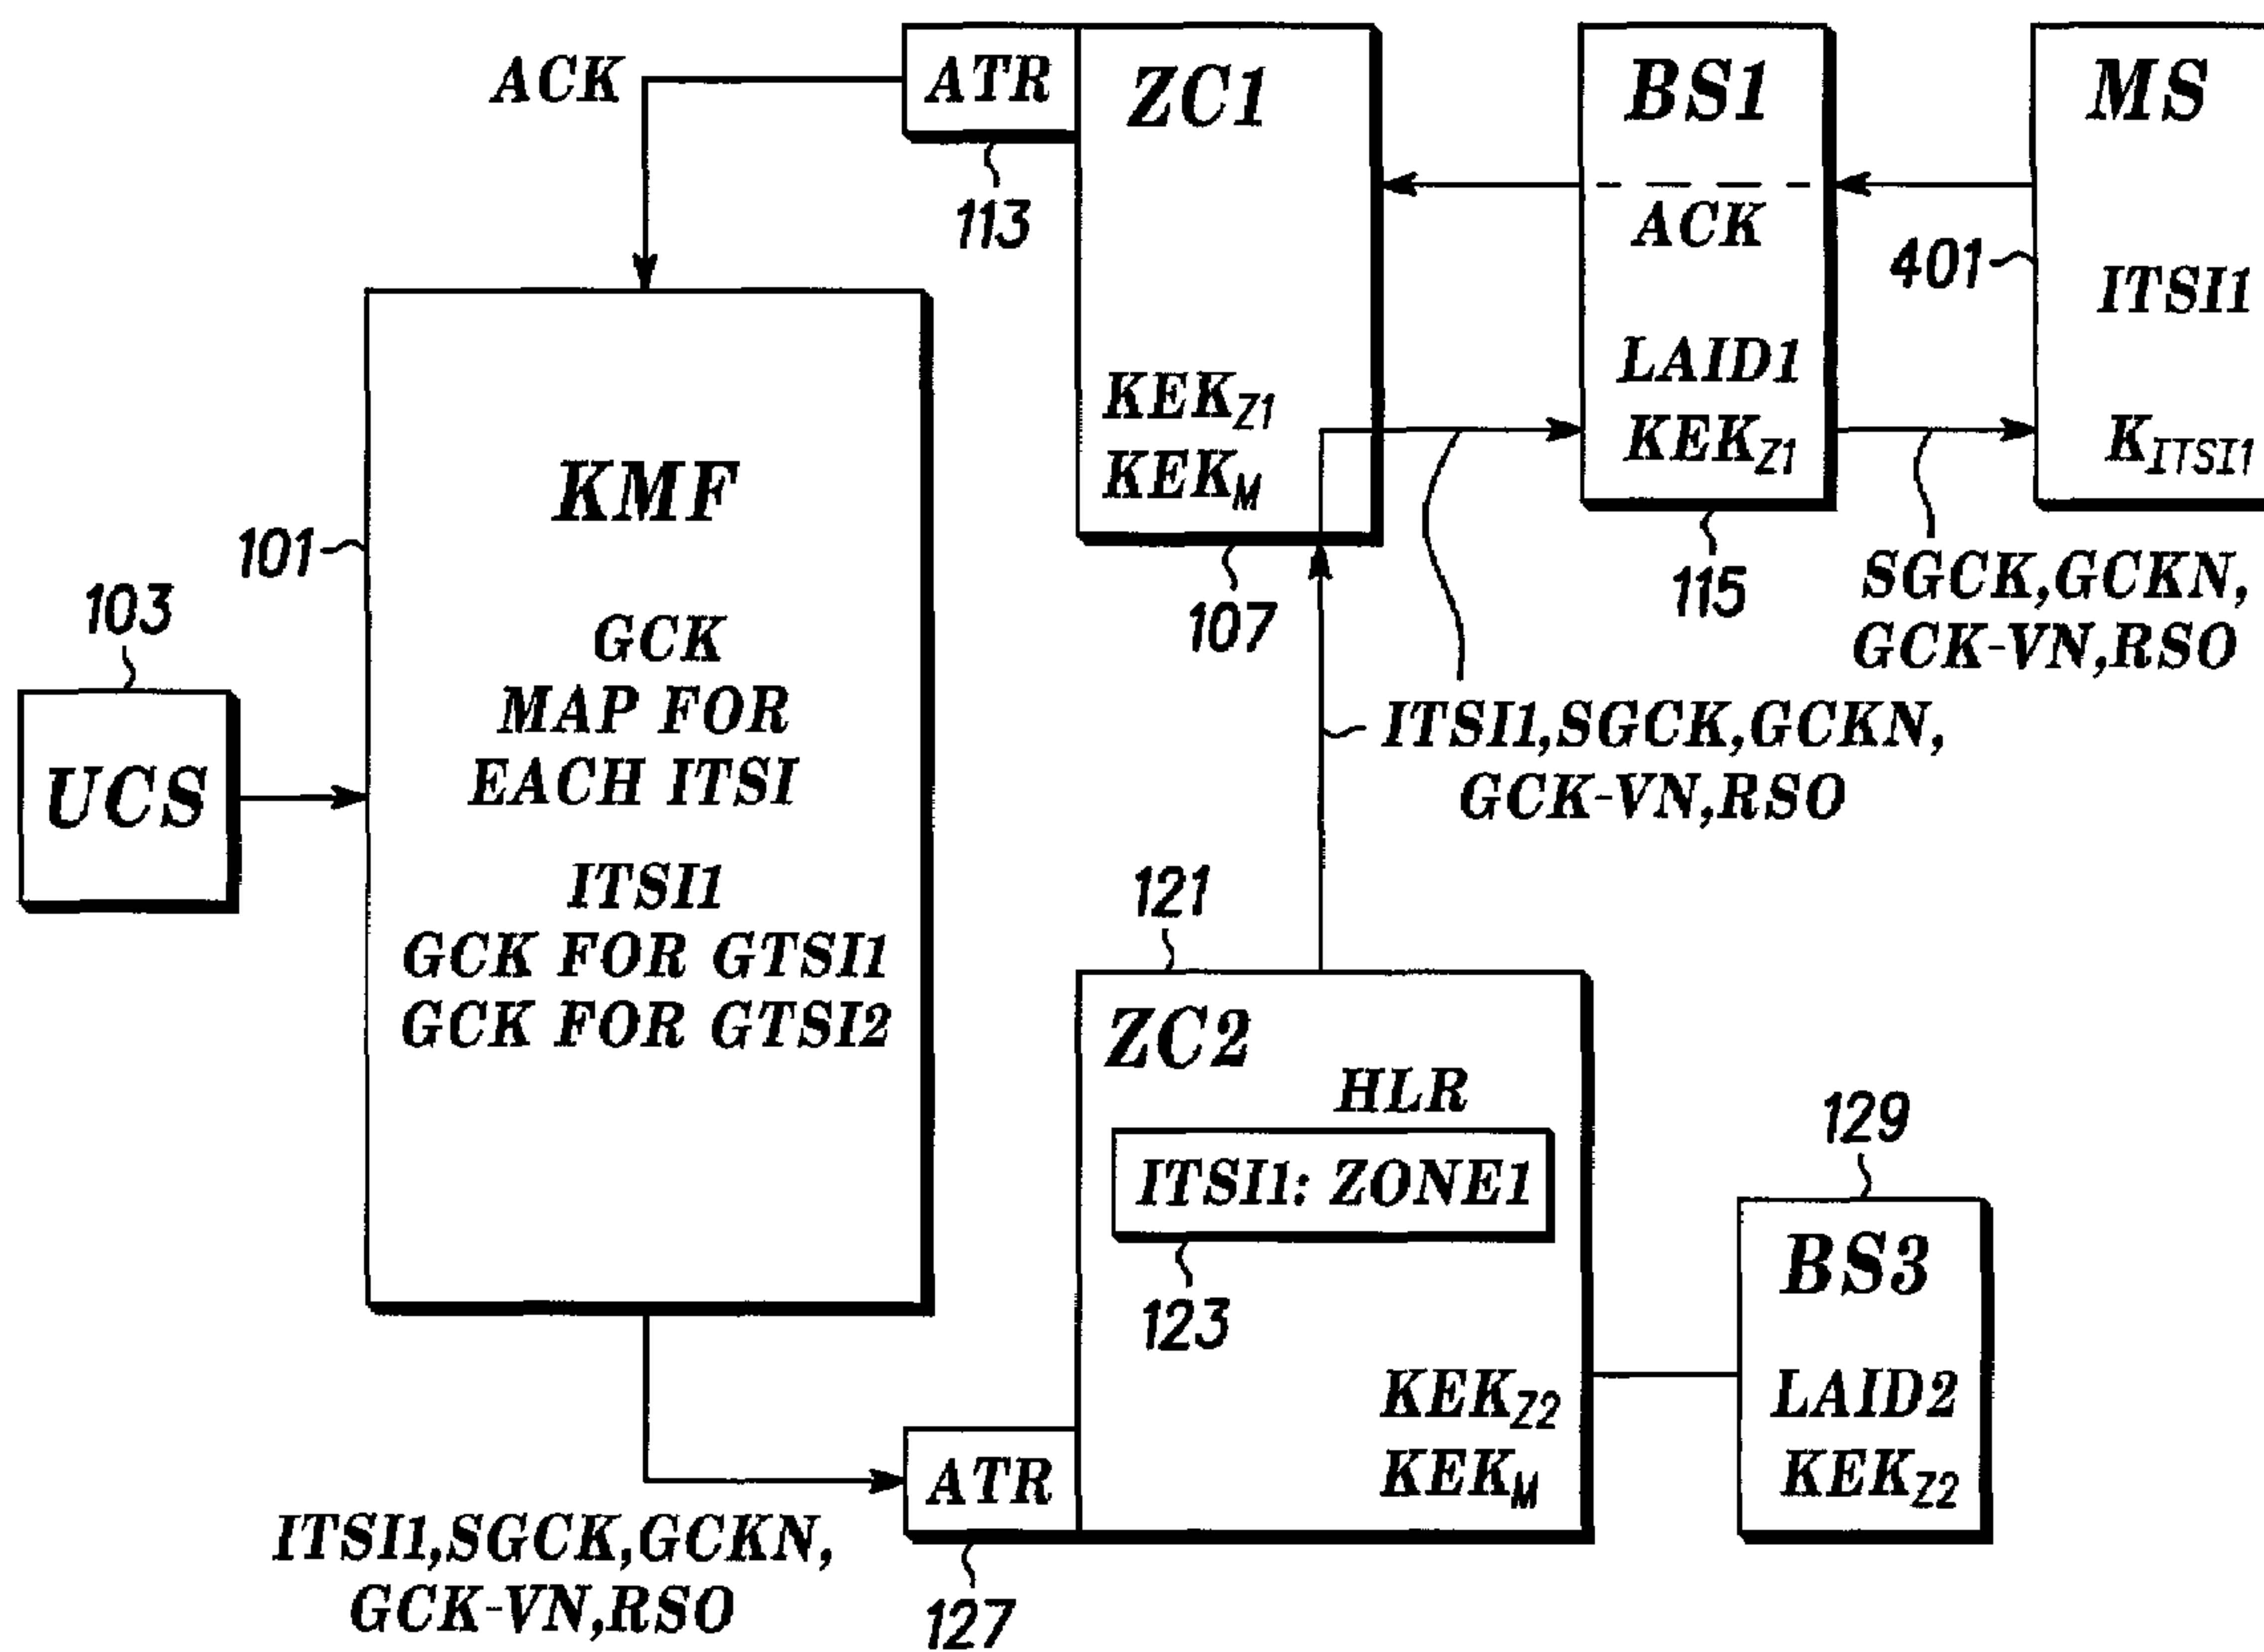 ACK
ATR
ZC1
BS1
MS
113
ACK
401
ITSI1
LAID1
KEKZ1
KEKZ1
KEKM
KITSI1
KMF
101
103
107
115
SGCK,GCKN,
GCK-VN,RSO
GCK
MAP FOR
EACH ITSI
UCS
ITSI1,SGCK,GCKN,
GCK-VN,RSO
ITSI1
GCK FOR GTSI1
GCK FOR GTSI2
121
ZC2
HLR
ITSI1: ZONE1
123
129
BS3
LAID2
KEKZ2
KEKZ2
KEKM
ATR
127
ITSI1,SGCK,GCKN,
GCK-VN,RSO